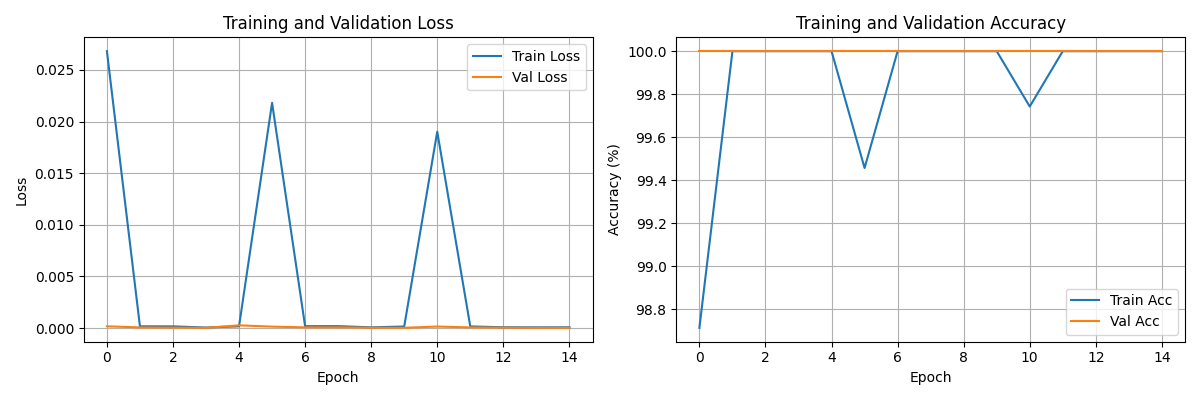 Training and Validation Loss
Loss
0.025
0.020
0.015
0.010
0.005
0.000
0 2 4 6 8 10 12 14
Epoch
Train Loss
Val Loss
Training and Validation Accuracy
Accuracy (%)
100.0
99.8
99.6
99.4
99.2
99.0
98.8
0 2 4 6 8 10 12 14
Epoch
Train Acc
Val Acc